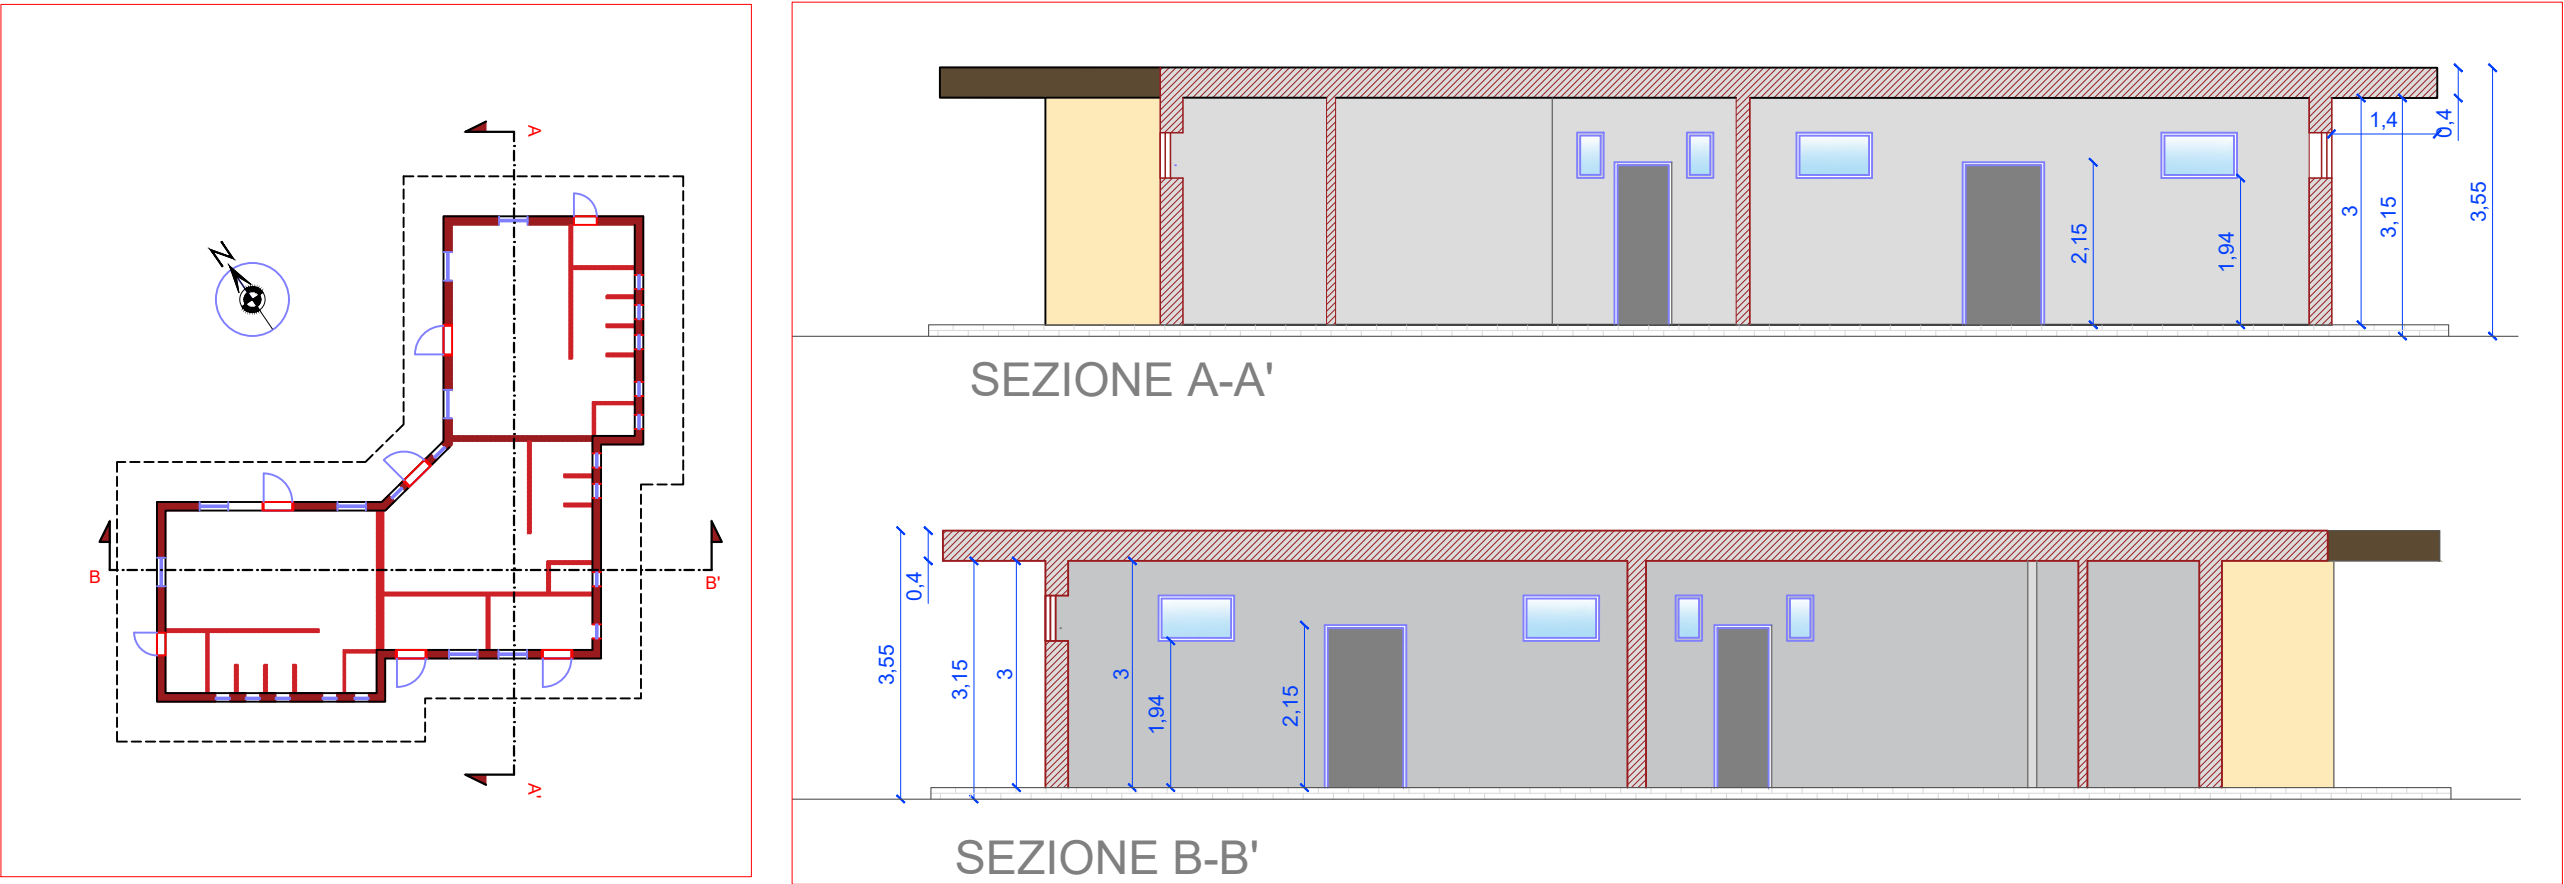 A
N
B
B'
A'
1,4
0,4
2,15
1,94
3
3,15
3,55
SEZIONE A-A'
3,55
0,4
3,15
3
3
1,94
2,15
SEZIONE B-B'